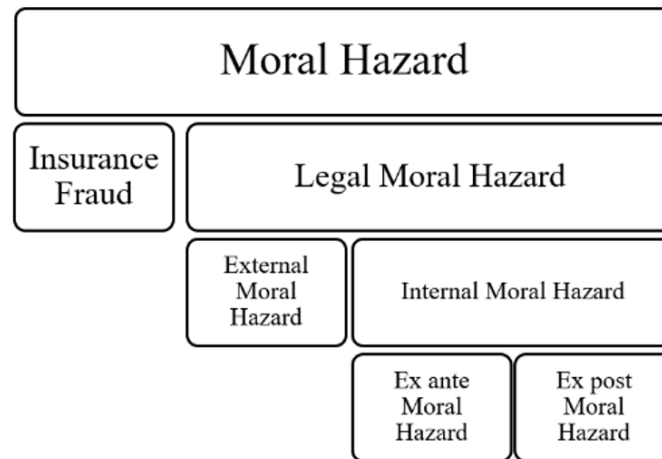 Moral Hazard
Insurance
Fraud
Legal Moral Hazard
External
Moral
Hazard
Internal Moral Hazard
Ex ante
Moral
Hazard
Ex post
Moral
Hazard